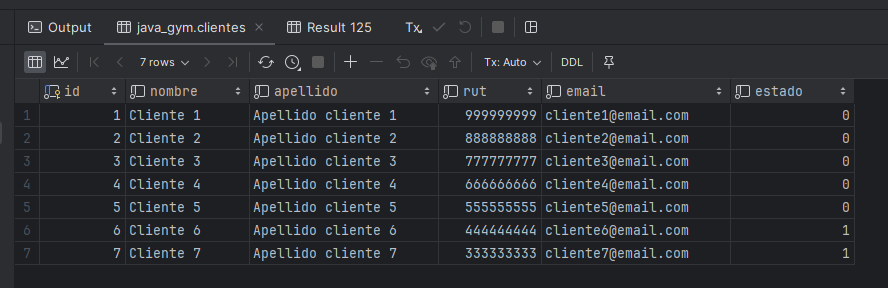 Output java_gym.clientes Result 125 Tx
7 rows Tx: Auto DDL
id nombre apellido rut email estado
1 1 Cliente 1 Apellido cliente 1 999999999 cliente1@email.com 0
2 2 Cliente 2 Apellido cliente 2 888888888 cliente2@email.com 0
3 3 Cliente 3 Apellido cliente 3 777777777 cliente3@email.com 0
4 4 Cliente 4 Apellido cliente 4 666666666 cliente4@email.com 0
5 5 Cliente 5 Apellido cliente 5 555555555 cliente5@email.com 0
6 6 Cliente 6 Apellido cliente 6 444444444 cliente6@email.com 1
7 7 Cliente 7 Apellido cliente 7 333333333 cliente7@email.com 1